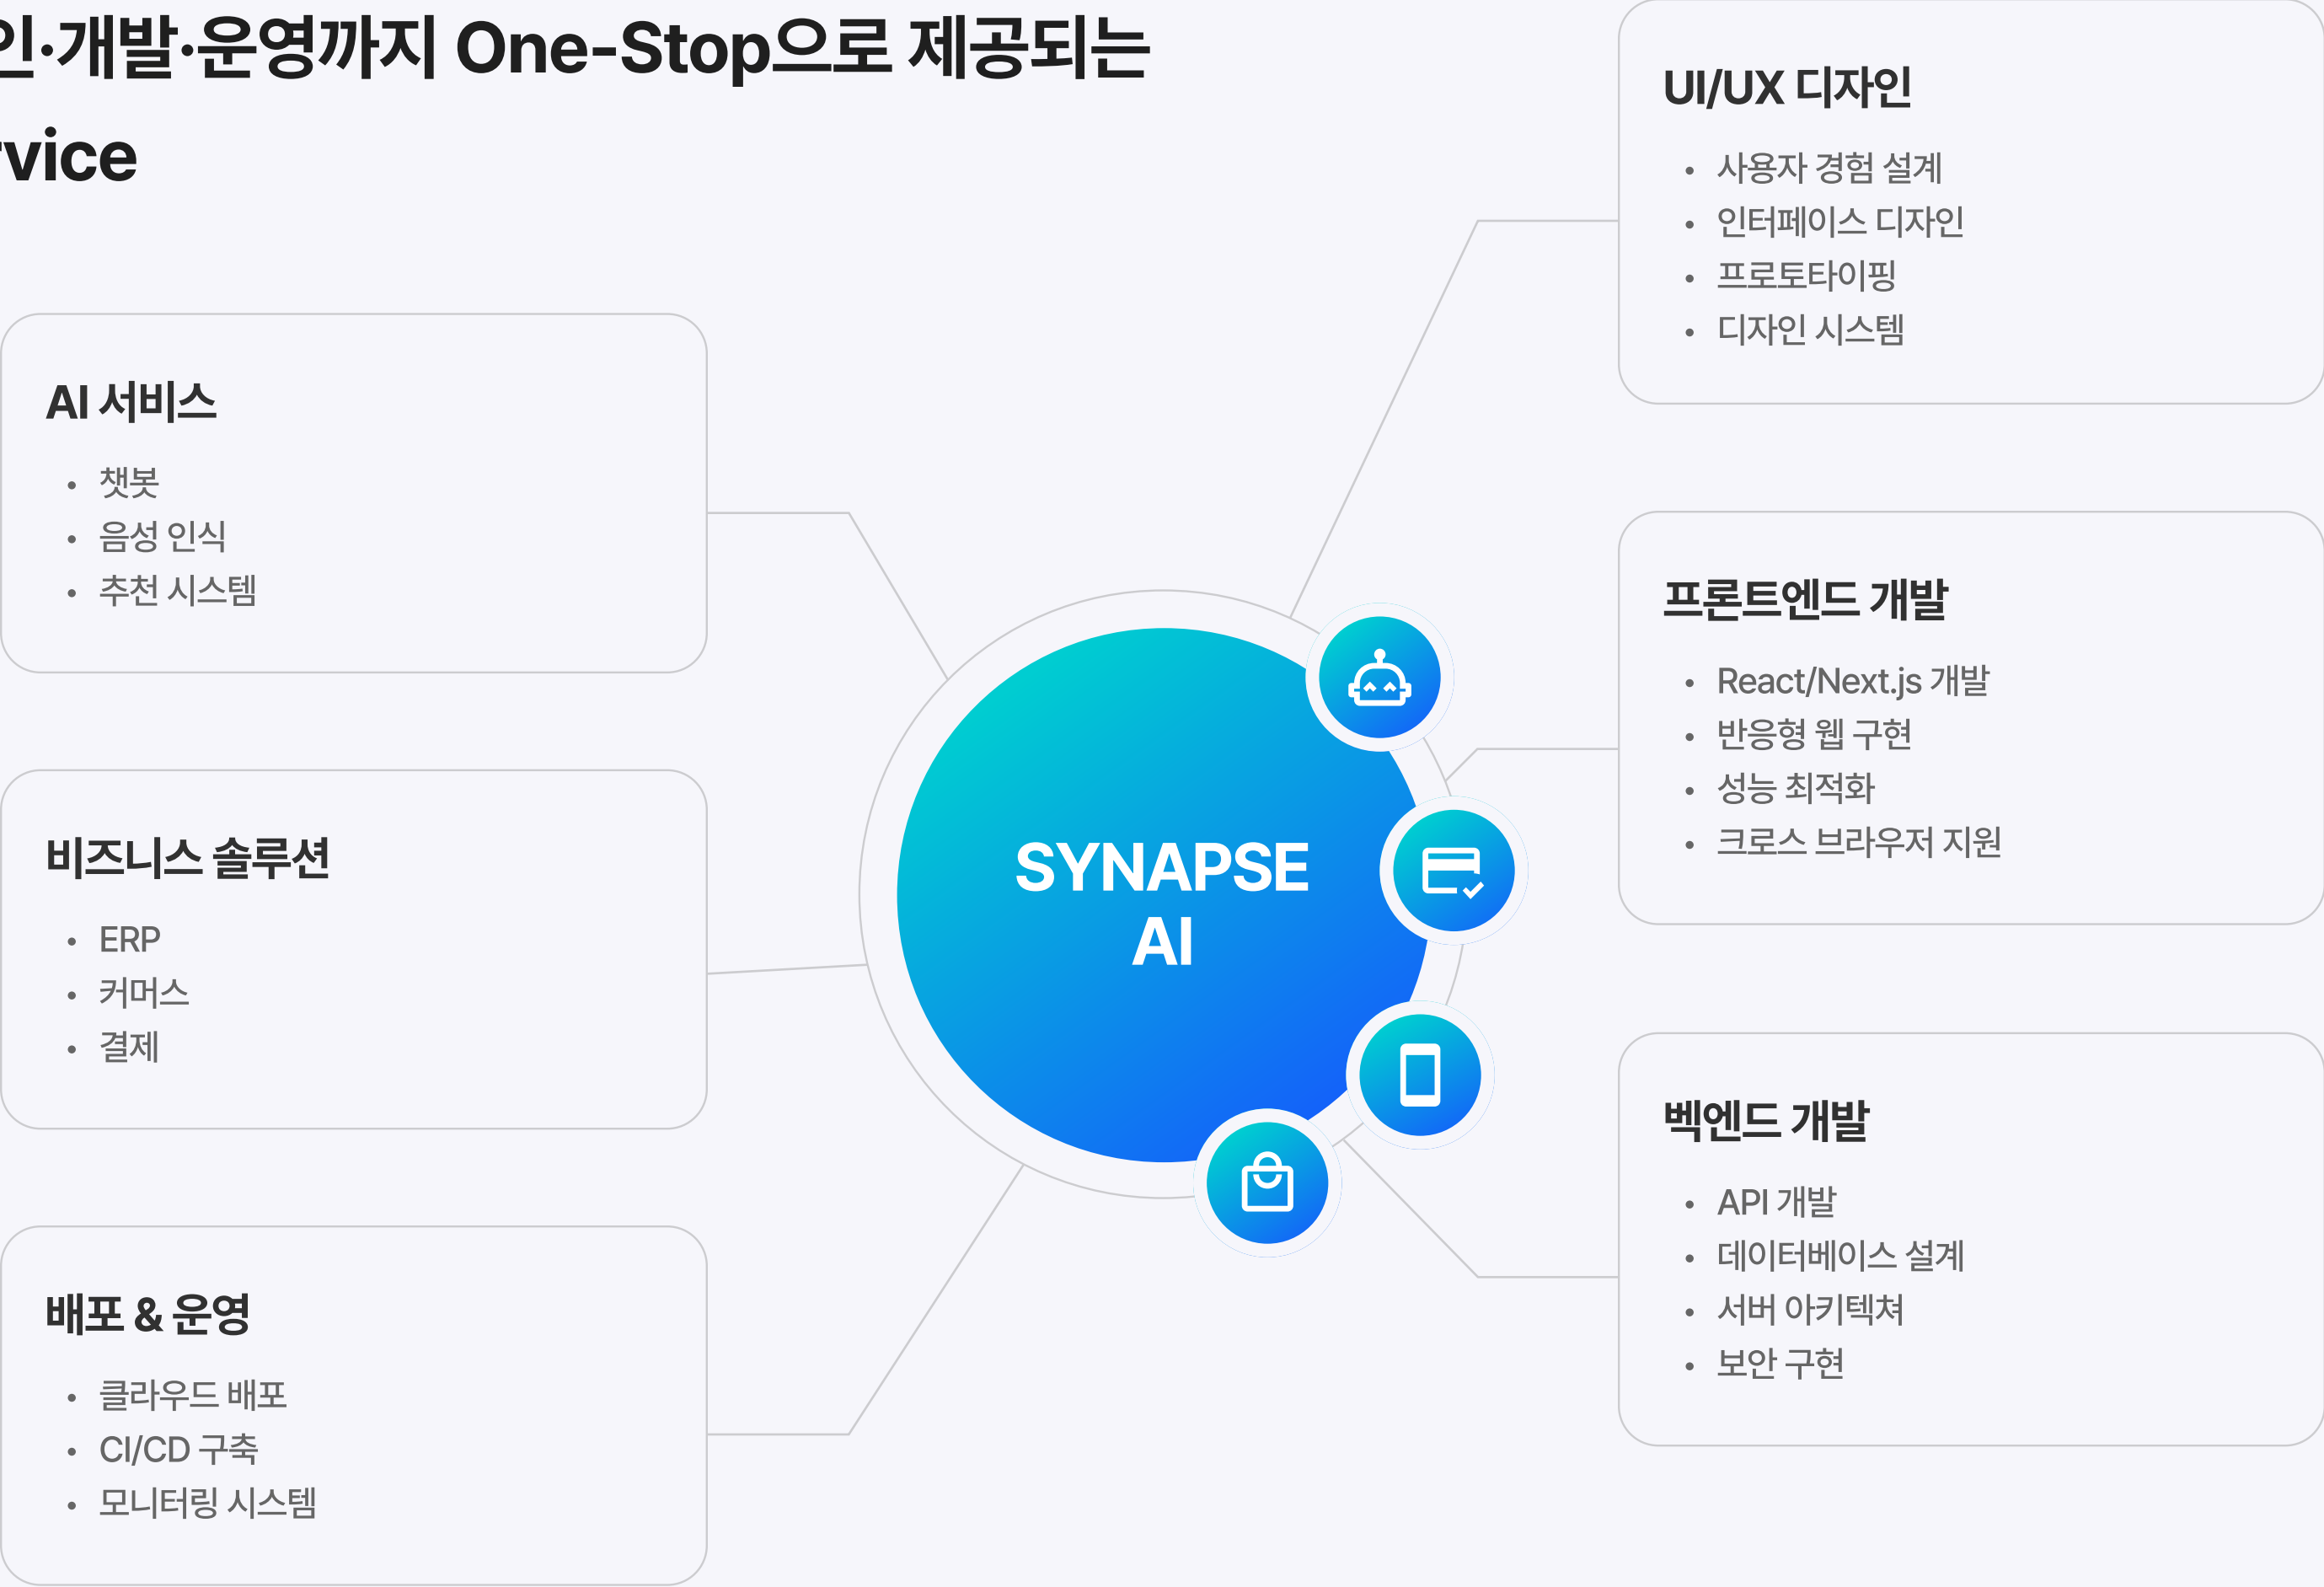 인·개발·운영까지 One-Stop으로 제공되는
vice
AI 서비스
• 챗봇
• 음성 인식
• 추천 시스템
비즈니스 솔루션
• ERP
• 커머스
• 결제
배포 & 운영
• 클라우드 배포
• CI/CD 구축
• 모니터링 시스템
SYNAPSE
AI
UI/UX 디자인
• 사용자 경험 설계
• 인터페이스 디자인
• 프로토타이핑
• 디자인 시스템
프론트엔드 개발
• React/Next.js 개발
• 반응형 웹 구현
• 성능 최적화
• 크로스 브라우저 지원
백엔드 개발
• API 개발
• 데이터베이스 설계
• 서버 아키텍처
• 보안 구현